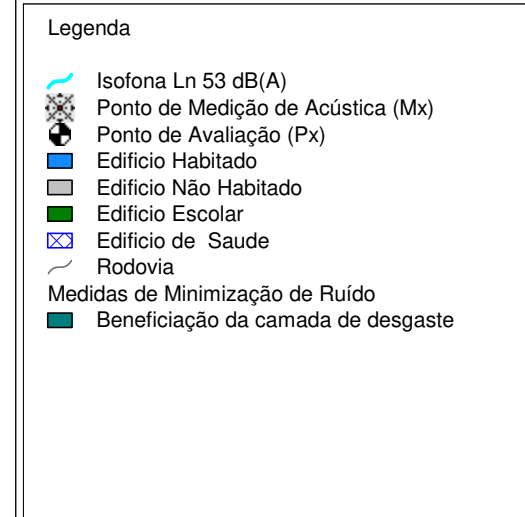 Legenda
Isofona Ln 53 dB(A)
Ponto de Medição de Acústica (Mx)
Ponto de Avaliação (Px)
Edificio Habitado
Edificio Não Habitado
Edificio Escolar
Edificio de Saude
Rodovia
Medidas de Minimização de Ruído
Beneficiação da camada de desgaste